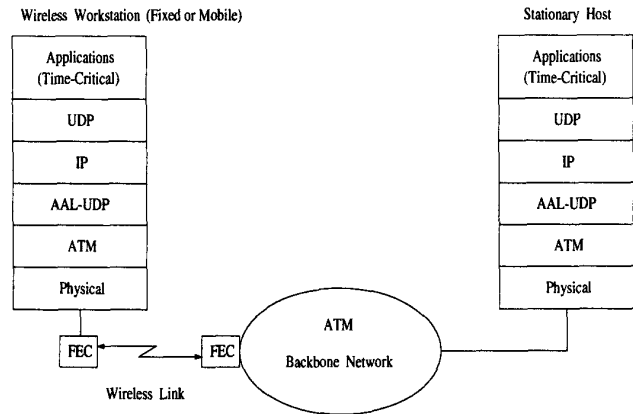 Wireless Workstation (Fixed or Mobile)
Stationary Host
Applications
(Time-Critical)
UDP
IP
AAL-UDP
ATM
Physical
Applications
(Time-Critical)
UDP
IP
AAL-UDP
ATM
Physical
FEC
FEC
Wireless Link
ATM
Backbone Network